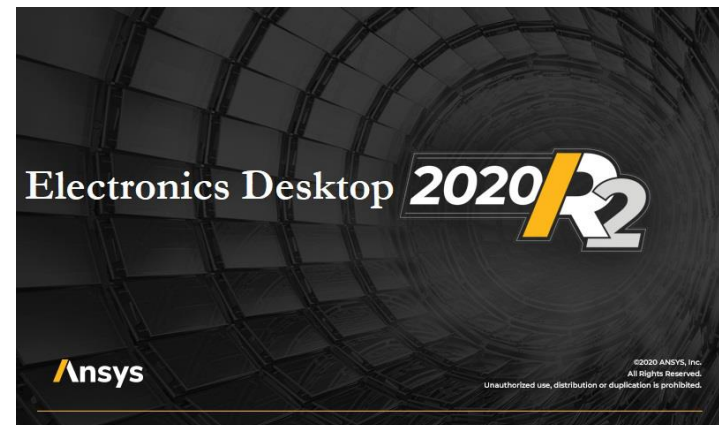 Electronics Desktop 2020 R2
Ansys
©2020 ANSYS, Inc.
All Rights Reserved.
Unauthorized use, distribution or duplication is prohibited.